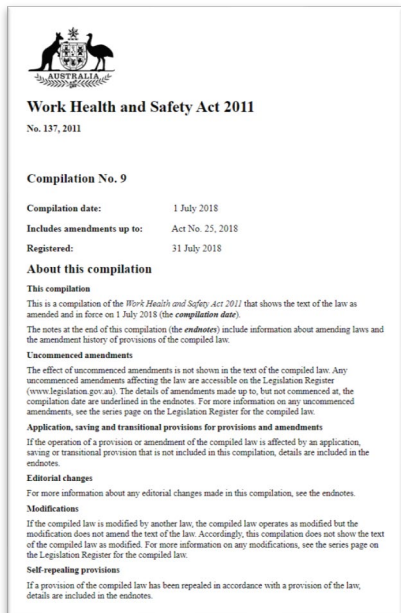 AUSTRALIA
Work Health and Safety Act 2011
No. 137, 2011
Compilation No. 9
Compilation date: 1 July 2018
Includes amendments up to: Act No. 25, 2018
Registered: 31 July 2018
About this compilation
This compilation
This is a compilation of the Work Health and Safety Act 2011 that shows the text of the law as
amended and in force on 1 July 2018 (the compilation date).
The notes at the end of this compilation (the endnotes) include information about amending laws and
the amendment history of provisions of the compiled law.
Uncommenced amendments
The effect of uncommenced amendments is not shown in the text of the compiled law. Any
uncommenced amendments affecting the law are accessible on the Legislation Register
(www.legislation.gov.au). The details of amendments made up to, but not commenced at, the
compilation date are underlined in the endnotes. For more information on any uncommenced
amendments, see the series page on the Legislation Register for the compiled law.
Application, saving and transitional provisions for provisions and amendments
If the operation of a provision or amendment of the compiled law is affected by an application,
saving or transitional provision that is not included in this compilation, details are included in the
endnotes.
Editorial changes
For more information about any editorial changes made in this compilation, see the endnotes.
Modifications
If the compiled law is modified by another law, the compiled law operates as modified but the
modification does not amend the text of the law. Accordingly, this compilation does not show the text
of the compiled law as modified. For more information on any modifications, see the series page on
the Legislation Register for the compiled law.
Self-repealing provisions
If a provision of the compiled law has been repealed in accordance with a provision of the law,
details are included in the endnotes.